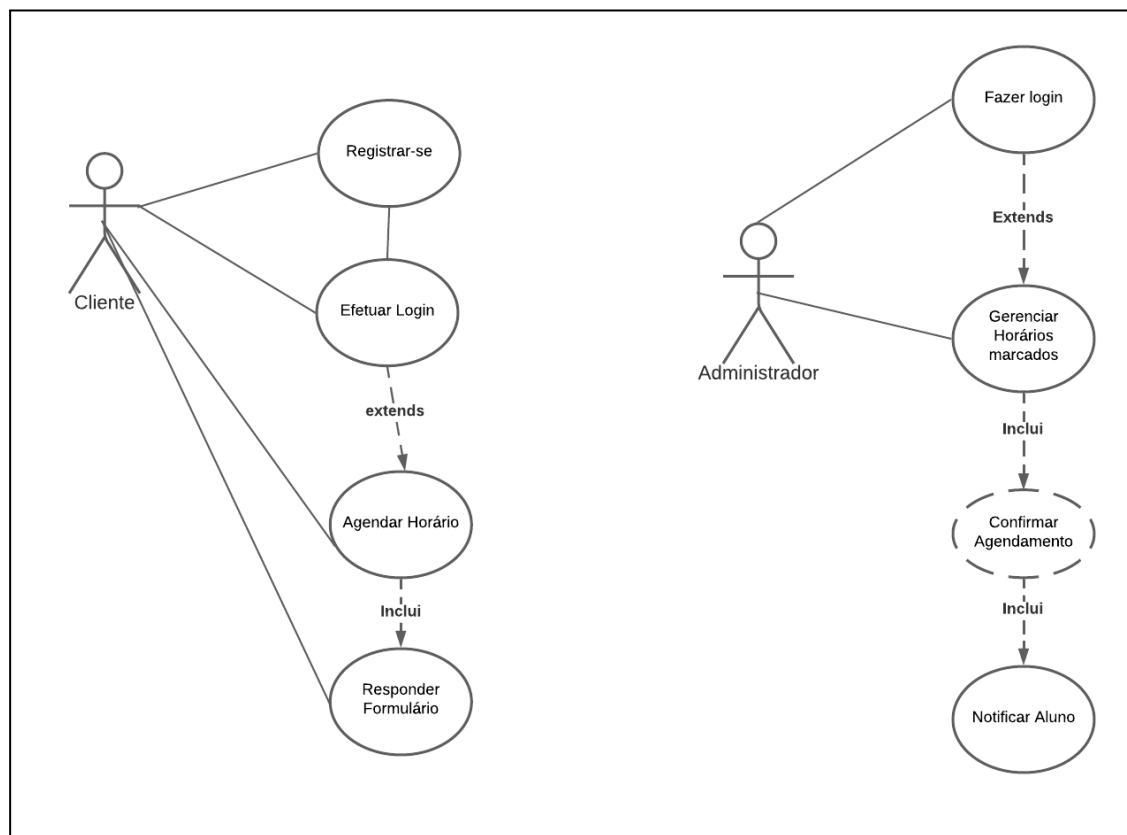 Registrar-se
Efetuar Login
Cliente
extends
Agendar Horário
Inclui
Responder
Formulário
Fazer login
Extends
Administrador
Gerenciar
Horários
marcados
Inclui
Confirmar
Agendamento
Inclui
Notificar Aluno